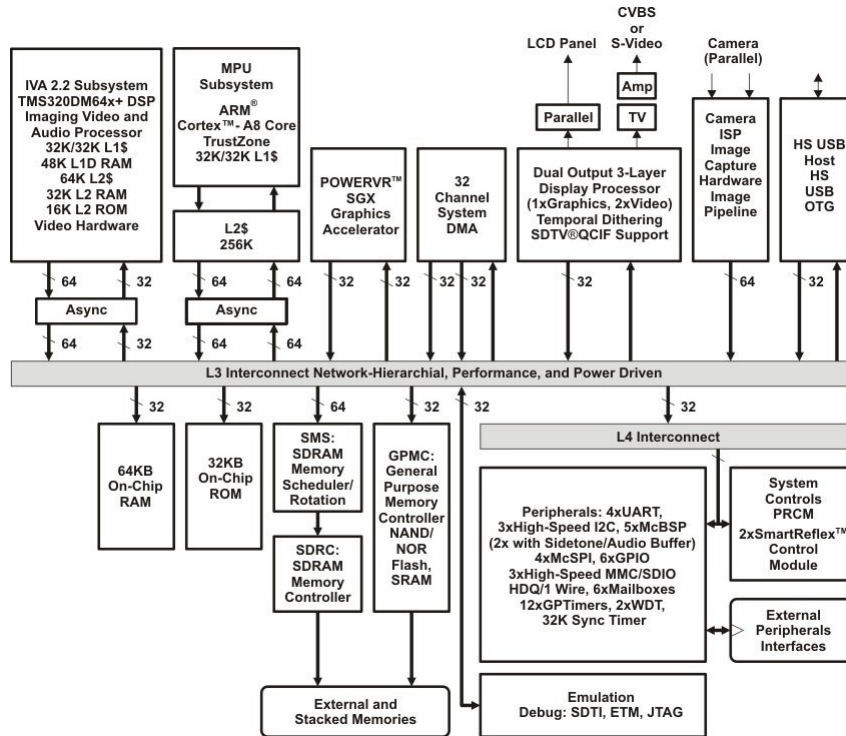 LCD Panel
CVBS
or
S-Video
Camera
(Parallel)
Amp
Parallel
TV
IVA 2.2 Subsystem
TMS320DM64x+ DSP
Imaging Video and
Audio Processor
32K/32K L1$
48K L1D RAM
64K L2$
32K L2 RAM
16K L2 ROM
Video Hardware
MPU
Subsystem
ARM®
Cortex™- A8 Core
TrustZone
32K/32K L1$
L2$
256K
POWERVR™
SGX
Graphics
Accelerator
32
Channel
System
DMA
Dual Output 3-Layer
Display Processor
(1xGraphics, 2xVideo)
Temporal Dithering
SDTV®QCIF Support
Camera
ISP
Image
Capture
Hardware
Image
Pipeline
HS USB
Host
HS
USB
OTG
64
32
64
64
32
32
32
32
32
64
32
Async
Async
64
32
64
64
L3 Interconnect Network-Hierarchial, Performance, and Power Driven
32
32
64
32
32
32
64KB
On-Chip
RAM
32KB
On-Chip
ROM
SMS:
SDRAM
Memory
Scheduler/
Rotation
SDRC:
SDRAM
Memory
Controller
GPMC:
General
Purpose
Memory
Controller
NAND/
NOR
Flash,
SRAM
L4 Interconnect
Peripherals: 4xUART,
3xHigh-Speed I2C, 5xMcBSP
(2x with Sidetone/Audio Buffer)
4xMcSPI, 6xGPIO
3xHigh-Speed MMC/SDIO
HDQ/1 Wire, 6xMailboxes
12xGPTimers, 2xWDT,
32K Sync Timer
System
Controls
PRCM
2xSmartReflex™
Control
Module
External
Peripherals
Interfaces
External and
Stacked Memories
Emulation
Debug: SDTI, ETM, JTAG